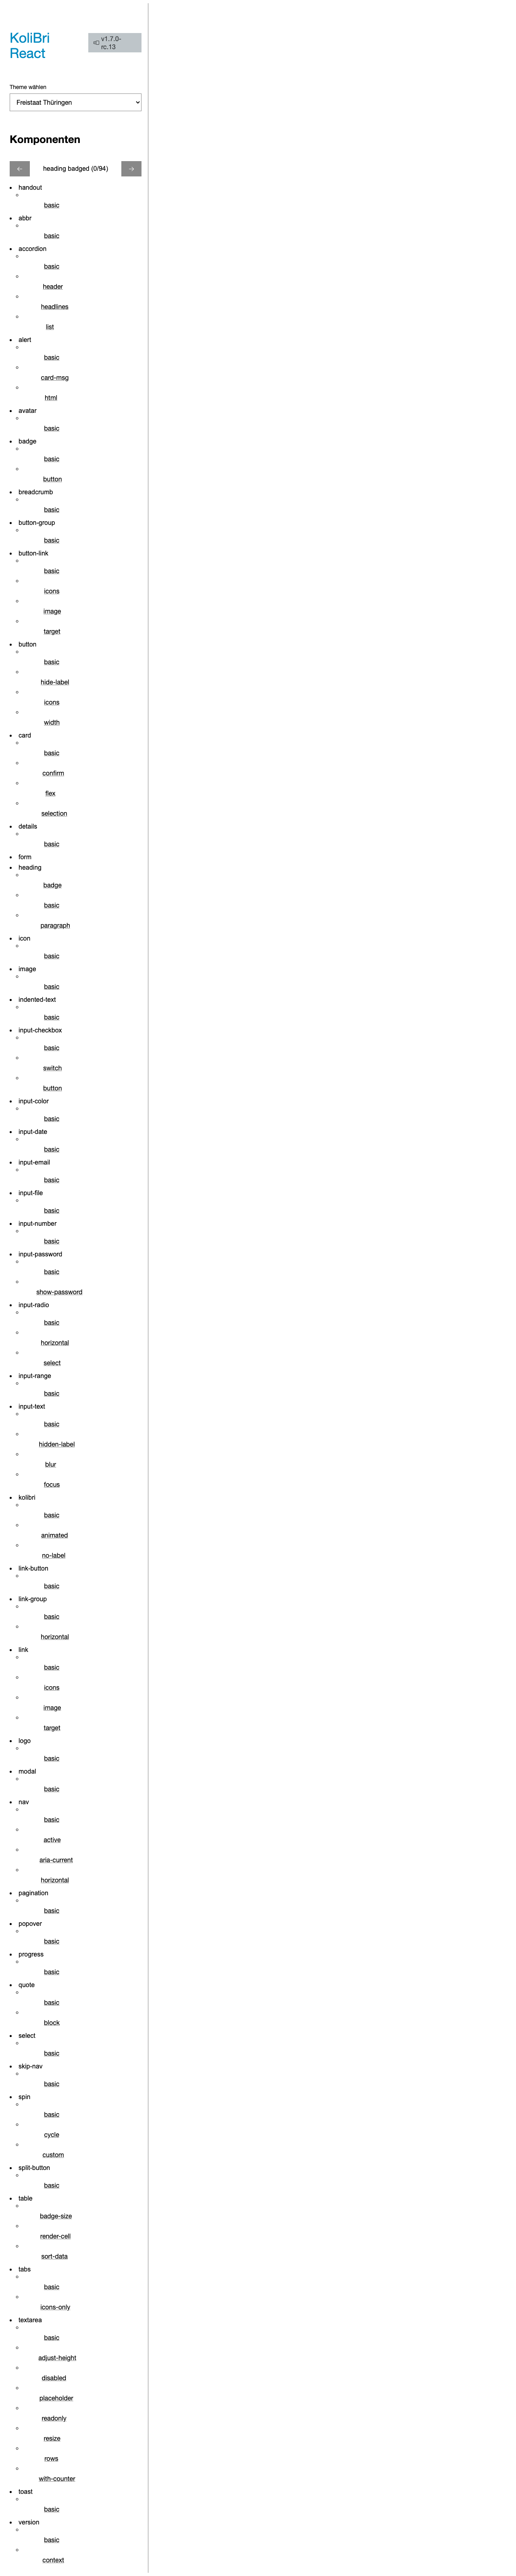 KoliBri
React
v1.7.0-
rc.13
Theme wählen
Freistaat Thüringen
Komponenten
heading badged (0/94)
handout
basic
abbr
basic
accordion
basic
header
headlines
list
alert
basic
card-msg
html
avatar
basic
badge
basic
button
breadcrumb
basic
button-group
basic
button-link
basic
icons
image
target
button
basic
hide-label
icons
width
card
basic
confirm
flex
selection
details
basic
form
heading
badge
basic
paragraph
icon
basic
image
basic
indented-text
basic
input-checkbox
basic
switch
button
input-color
basic
input-date
basic
input-email
basic
input-file
basic
input-number
basic
input-password
basic
show-password
input-radio
basic
horizontal
select
input-range
basic
input-text
basic
hidden-label
blur
focus
kolibri
basic
animated
no-label
link-button
basic
link-group
basic
horizontal
link
basic
icons
image
target
logo
basic
modal
basic
nav
basic
active
aria-current
horizontal
pagination
basic
popover
basic
progress
basic
quote
basic
block
select
basic
skip-nav
basic
spin
basic
cycle
custom
split-button
basic
table
badge-size
render-cell
sort-data
tabs
basic
icons-only
textarea
basic
adjust-height
disabled
placeholder
readonly
resize
rows
with-counter
toast
basic
version
basic
context